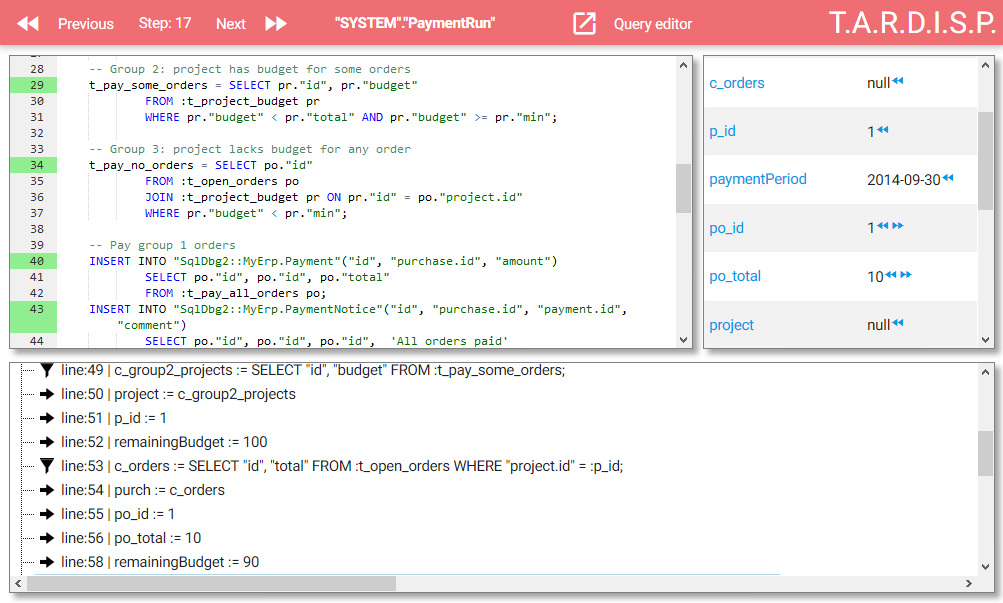 Previous Step: 17 Next "SYSTEM"."PaymentRun" Query editor T.A.R.D.I.S.P.
28 -- Group 2: project has budget for some orders
29 t_pay_some_orders = SELECT pr."id", pr."budget"
30 FROM :t_project_budget pr
31 WHERE pr."budget" < pr."total" AND pr."budget" >= pr."min";
32
33 -- Group 3: project lacks budget for any order
34 t_pay_no_orders = SELECT po."id"
35 FROM :t_open_orders po
36 JOIN :t_project_budget pr ON pr."id" = po."project.id"
37 WHERE pr."budget" < pr."min";
38
39 -- Pay group 1 orders
40 INSERT INTO "SqlDbg2::MyErp.Payment"("id", "purchase.id", "amount")
41 SELECT po."id", po."id", po."total"
42 FROM :t_pay_all_orders po;
43 INSERT INTO "SqlDbg2::MyErp.PaymentNotice"("id", "purchase.id", "payment.id",
"comment")
44 SELECT po."id", po."id", po."id", 'All orders paid'
c_orders null
p_id 1
paymentPeriod 2014-09-30
po_id 1
po_total 10
project null
line:49 | c_group2_projects := SELECT "id", "budget" FROM :t_pay_some_orders;
line:50 | project := c_group2_projects
line:51 | p_id := 1
line:52 | remainingBudget := 100
line:53 | c_orders := SELECT "id", "total" FROM :t_open_orders WHERE "project.id" = :p_id;
line:54 | purch := c_orders
line:55 | po_id := 1
line:56 | po_total := 10
line:58 | remainingBudget := 90